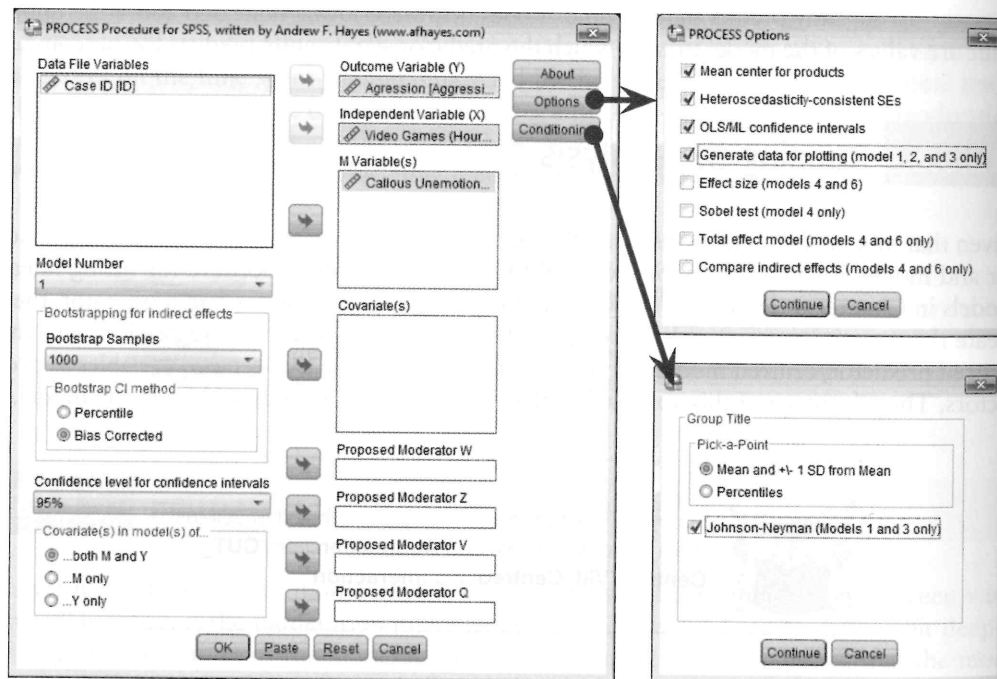 PROCESS Procedure for SPSS, written by Andrew F. Hayes (www.afhayes.com)
Data File Variables
Case ID [ID]
Outcome Variable (Y)
Agression [Aggressi...
Independent Variable (X)
Video Games (Hour...
M Variable(s)
Callous Unemotion...
About
Options
Conditioning
Model Number
1
Bootstrapping for indirect effects
Bootstrap Samples
1000
Bootstrap CI method
Percentile
Bias Corrected
Covariate(s)
Confidence level for confidence intervals
95%
Covariate(s) in model(s) of...
...both M and Y
...M only
...Y only
Proposed Moderator W
Proposed Moderator Z
Proposed Moderator V
Proposed Moderator Q
OK
Paste
Reset
Cancel
PROCESS Options
Mean center for products
Heteroscedasticity-consistent SEs
OLS/ML confidence intervals
Generate data for plotting (model 1, 2, and 3 only)
Effect size (models 4 and 6)
Sobel test (model 4 only)
Total effect model (models 4 and 6 only)
Compare indirect effects (models 4 and 6 only)
Continue
Cancel
Group Title
Pick-a-Point
Mean and +\- 1 SD from Mean
Percentiles
Johnson-Neyman (Models 1 and 3 only)
Continue
Cancel